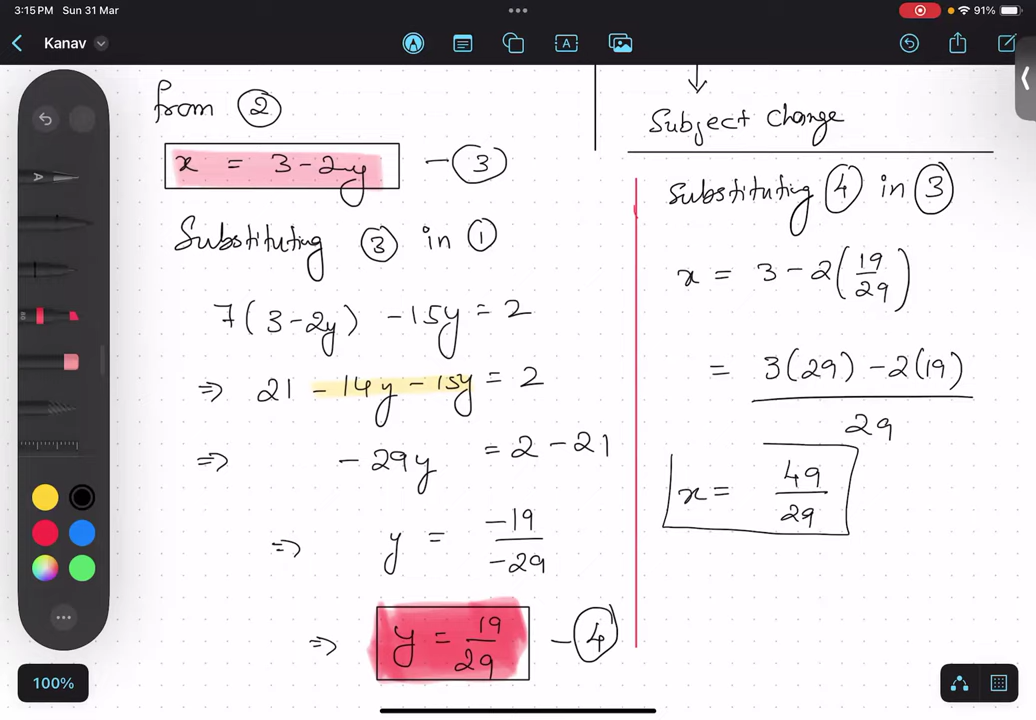 3:15 PM Sun 31 Mar
91%
Kanav
from ②
x = 3 - 2y - ③
Substituting ③ in ①
7(3 - 2y) - 15y = 2
⇒ 21 - 14y - 15y = 2
⇒ - 29y = 2 - 21
⇒ y = -19/-29
⇒ y = 19/29 - ④
Subject Change
Substituting ④ in ③
x = 3 - 2(19/29)
= 3(29) - 2(19)/29
x = 49/29
100%